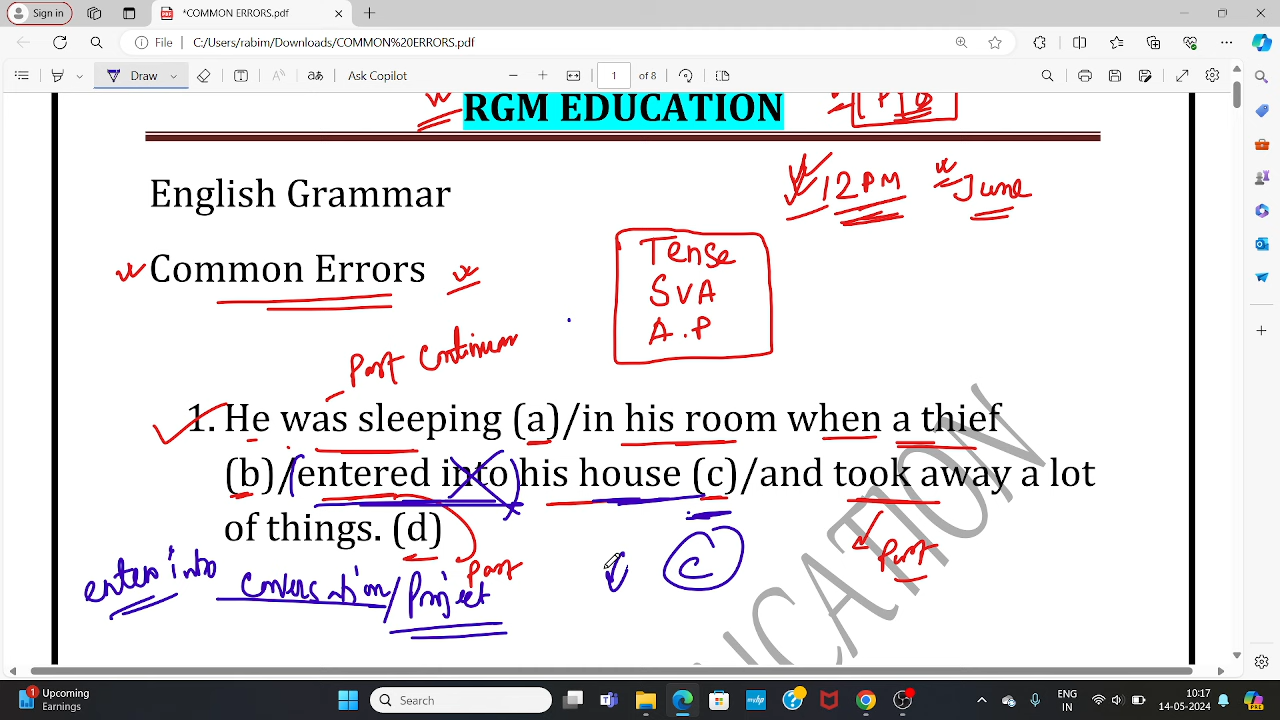 Sign in
*COMMON ERRORS.pdf
File C:/Users/rabim/Downloads/COMMON%20ERRORS.pdf
Draw Ask Copilot 1 of 8
RGM EDUCATION
12 PM June
English Grammar
Tense
SVA
A.P
Common Errors
Past Continuous
1. He was sleeping (a)/in his room when a thief
(b)/entered into his house (c)/and took away a lot
of things. (d)
Past
C
enter into conversation / Project
Past
UCATION
1 Upcoming
Earnings
Search
ENG
IN
10:17
14-05-2024